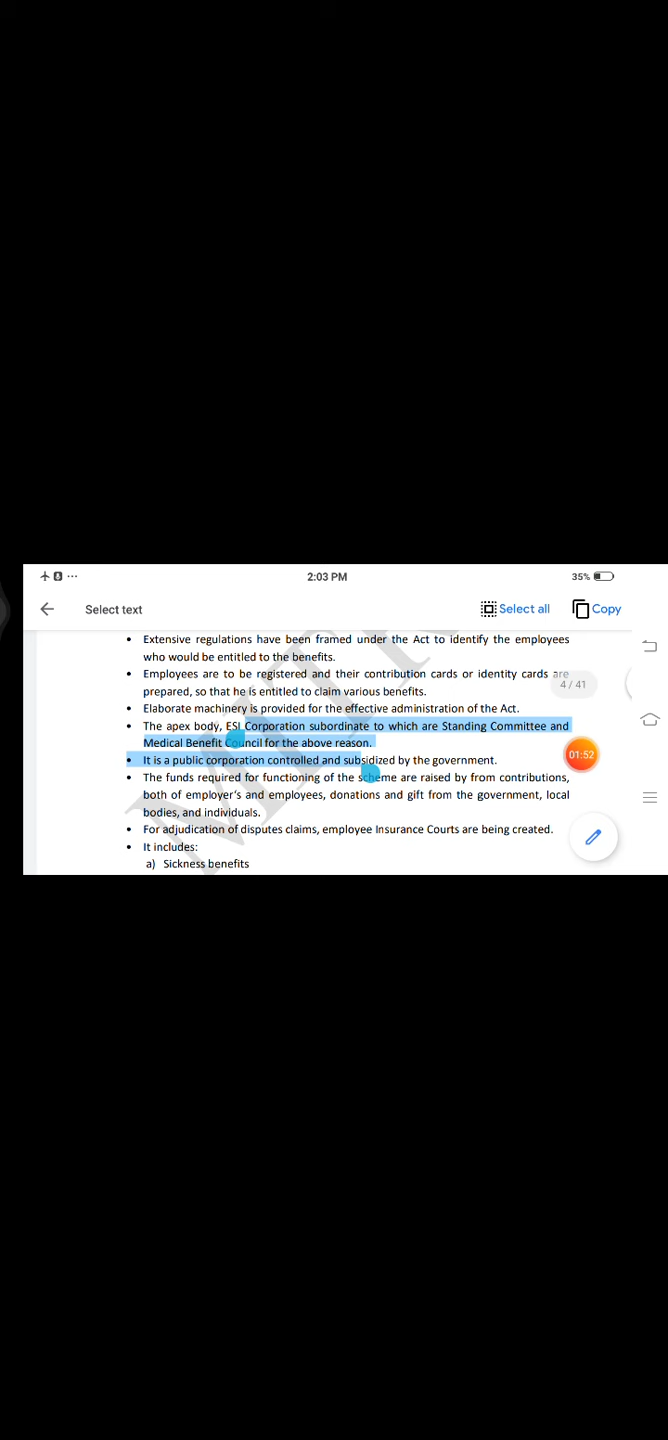 2:03 PM
35%
Select text
Select all
Copy
• Extensive regulations have been framed under the Act to identify the employees
who would be entitled to the benefits.
• Employees are to be registered and their contribution cards or identity cards are
prepared, so that he is entitled to claim various benefits.
4 / 41
• Elaborate machinery is provided for the effective administration of the Act.
• The apex body, ESI Corporation subordinate to which are Standing Committee and
Medical Benefit Council for the above reason.
• It is a public corporation controlled and subsidized by the government.
01:52
• The funds required for functioning of the scheme are raised by from contributions,
both of employer's and employees, donations and gift from the government, local
bodies, and individuals.
• For adjudication of disputes claims, employee Insurance Courts are being created.
• It includes:
a) Sickness benefits